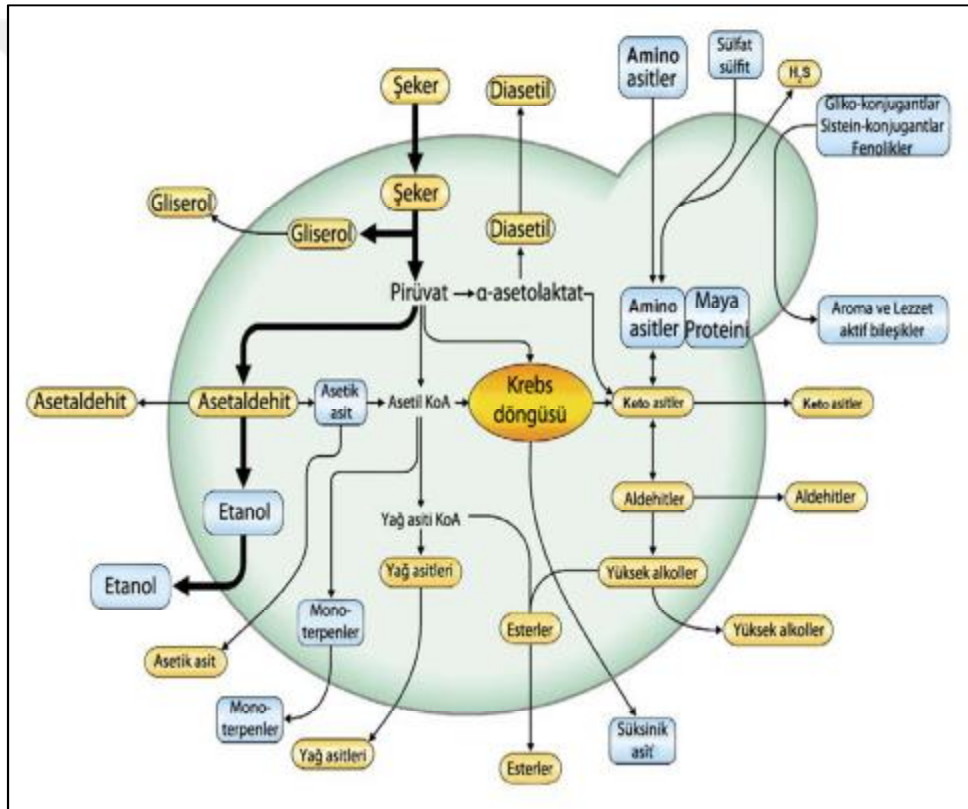 Şeker
Diasetil
Amino
asitler
Sülfat
sülfit
H₂S
Gliko-konjugantlar
Sistein-konjugantlar
Fenolikler
Şeker
Gliserol
Gliserol
Diasetil
Pirüvat
α-asetolaktat
Amino
asitler
Maya
Proteini
Aroma ve Lezzet
aktif bileşikler
Asetaldehit
Asetaldehit
Asetik
asit
Asetil KoA
Krebs
döngüsü
Keto asitler
Keto asitler
Etanol
Aldehitler
Aldehitler
Yağ asiti KoA
Etanol
Yağ asitleri
Yüksek alkoller
Mono-
terpenler
Esterler
Yüksek alkoller
Asetik asit
Mono-
terpenler
Yağ asitleri
Esterler
Süksinik
asit